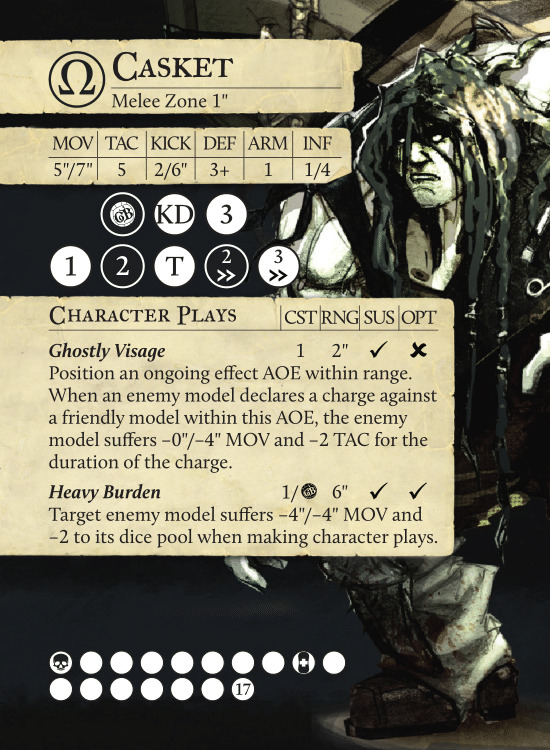 Ω CASKET
Melee Zone 1"
MOV TAC KICK DEF ARM INF
5"/7" 5 2/6" 3+ 1 1/4
GB KD 3
1 2 T 2 >> 3 >>
CHARACTER PLAYS CST RNG SUS OPT
Ghostly Visage 1 2" ✓ ✘
Position an ongoing effect AOE within range.
When an enemy model declares a charge against
a friendly model within this AOE, the enemy
model suffers –0"/–4" MOV and –2 TAC for the
duration of the charge.
Heavy Burden 1/GB 6" ✓ ✓
Target enemy model suffers –4"/–4" MOV and
–2 to its dice pool when making character plays.
17